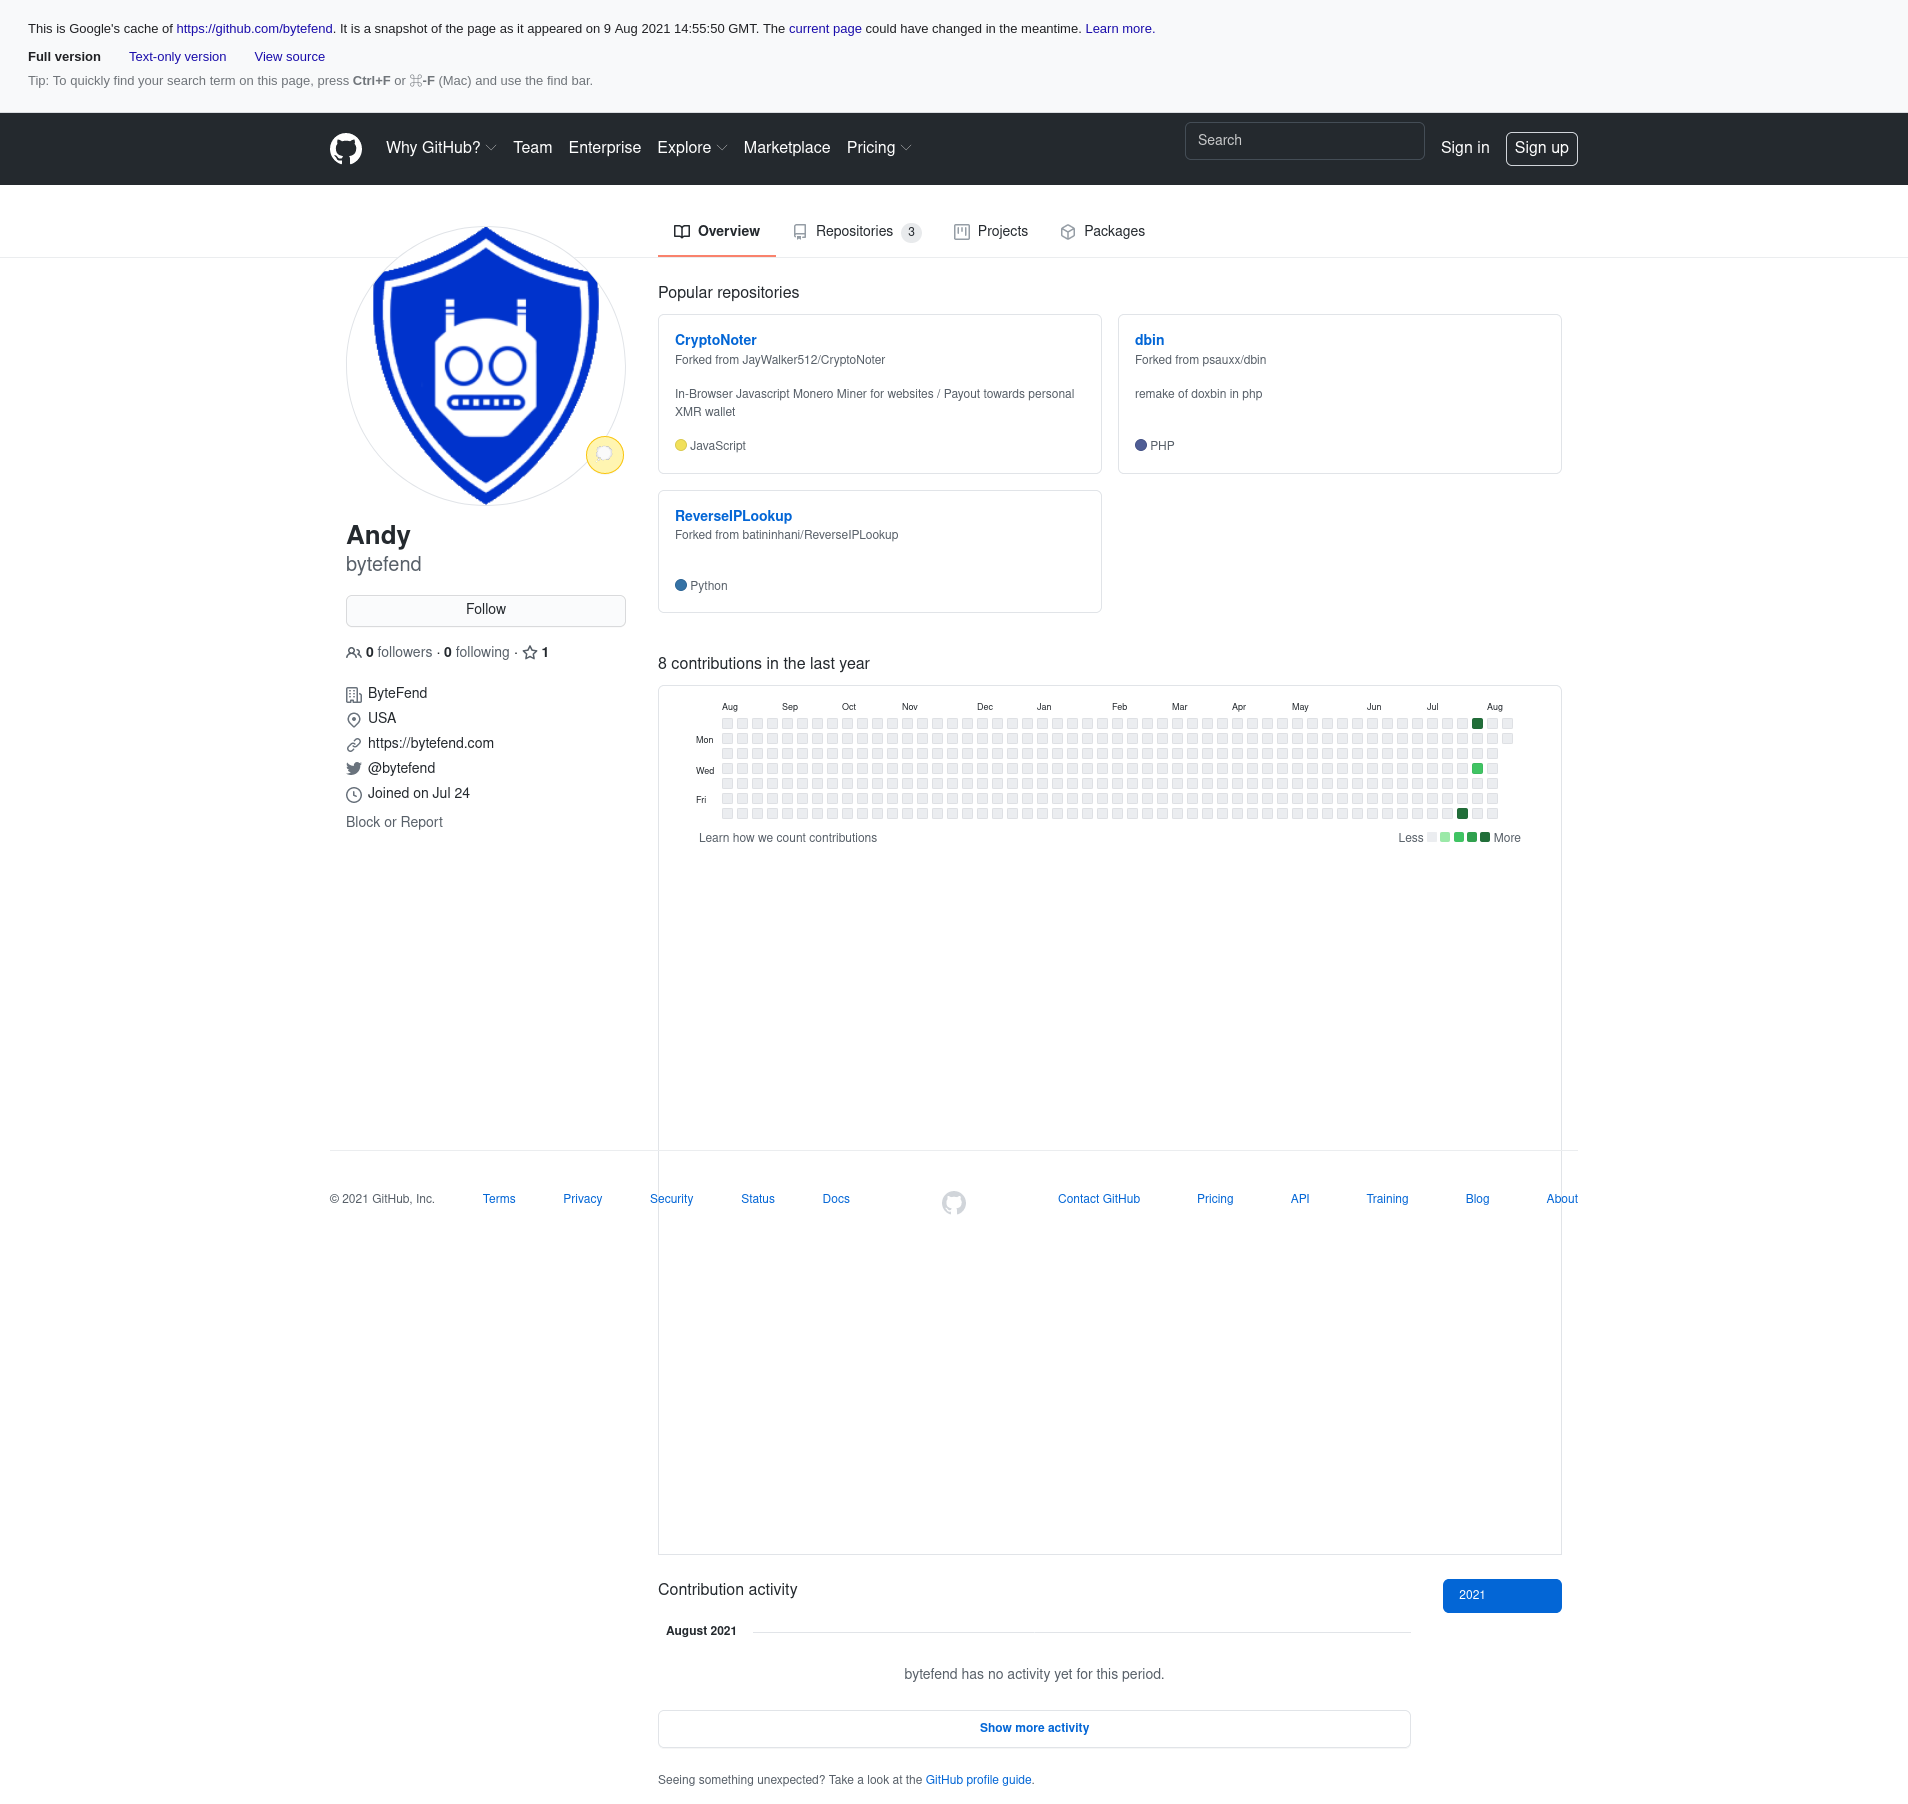 This is Google's cache of https://github.com/bytefend. It is a snapshot of the page as it appeared on 9 Aug 2021 14:55:50 GMT. The current page could have changed in the meantime. Learn more.
Full version Text-only version View source
Tip: To quickly find your search term on this page, press Ctrl+F or ⌘-F (Mac) and use the find bar.
Why GitHub? Team Enterprise Explore Marketplace Pricing Search Sign in Sign up
Overview Repositories 3 Projects Packages
Andy
bytefend
Follow
0 followers · 0 following · 1
ByteFend
USA
https://bytefend.com
@bytefend
Joined on Jul 24
Block or Report
Popular repositories
CryptoNoter
Forked from JayWalker512/CryptoNoter
In-Browser Javascript Monero Miner for websites / Payout towards personal
XMR wallet
JavaScript
dbin
Forked from psauxx/dbin
remake of doxbin in php
PHP
ReverseIPLookup
Forked from batininhani/ReverseIPLookup
Python
8 contributions in the last year
Aug Sep Oct Nov Dec Jan Feb Mar Apr May Jun Jul Aug
Mon
Wed
Fri
Learn how we count contributions Less More
© 2021 GitHub, Inc. Terms Privacy Security Status Docs Contact GitHub Pricing API Training Blog About
Contribution activity
2021
August 2021
bytefend has no activity yet for this period.
Show more activity
Seeing something unexpected? Take a look at the GitHub profile guide.